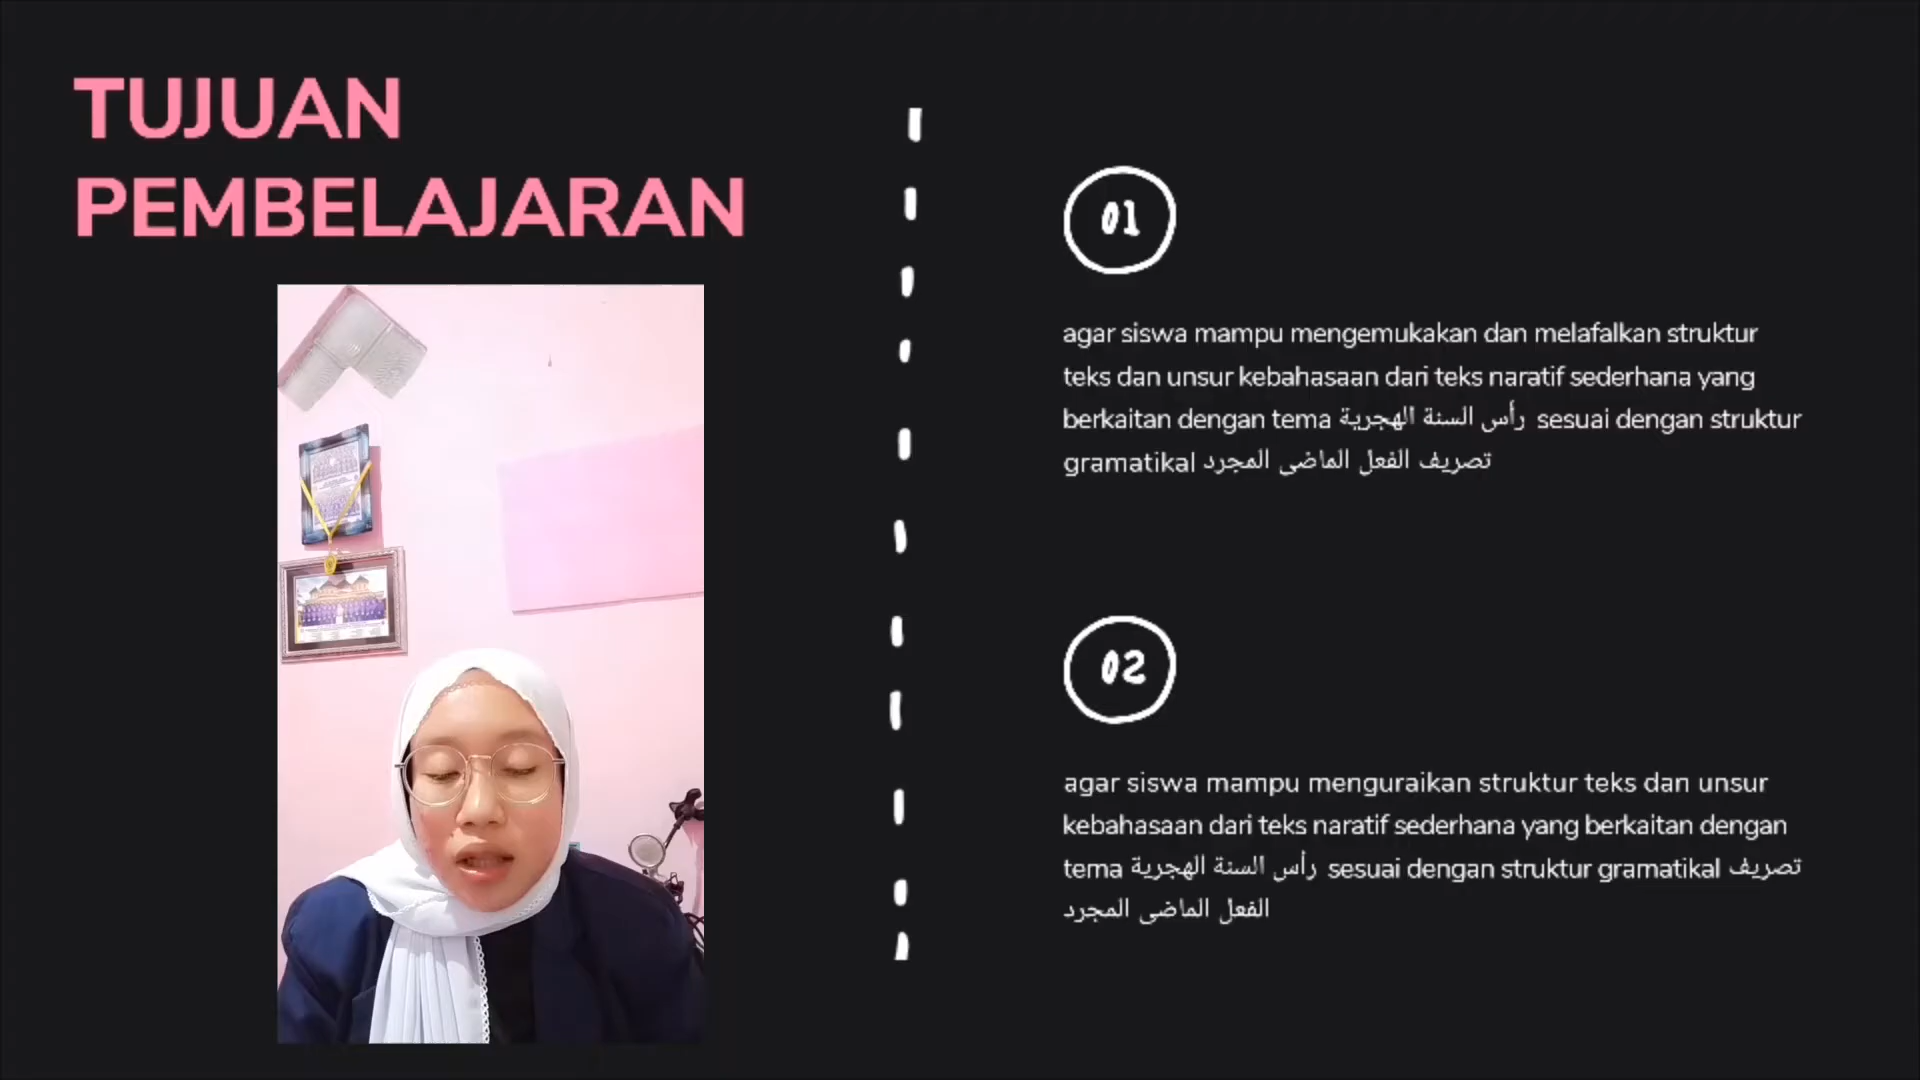 TUJUAN
PEMBELAJARAN
01
agar siswa mampu mengemukakan dan melafalkan struktur
teks dan unsur kebahasaan dari teks naratif sederhana yang
berkaitan dengan tema رأس السنة الهجرية sesuai dengan struktur
gramatikal تصريف الفعل الماضى المجرد
02
agar siswa mampu menguraikan struktur teks dan unsur
kebahasaan dari teks naratif sederhana yang berkaitan dengan
tema رأس السنة الهجرية sesuai dengan struktur gramatikal تصريف
الفعل الماضى المجرد